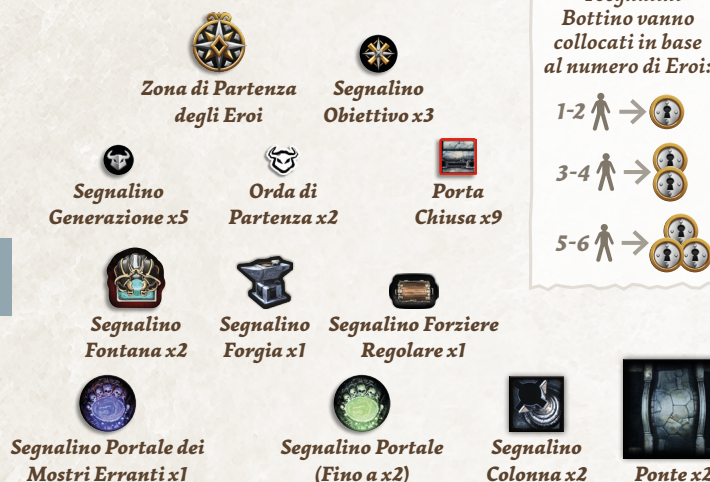 Bottino vanno
collocati in base
al numero di Eroi:
1-2
3-4
5-6
Zona di Partenza
degli Eroi
Segnalino
Obiettivo x3
Segnalino
Generazione x5
Orda di
Partenza x2
Porta
Chiusa x9
Segnalino
Fontana x2
Segnalino
Forgia x1
Segnalino Forziere
Regolare x1
Segnalino Portale dei
Mostri Erranti x1
Segnalino Portale
(Fino a x2)
Segnalino
Colonna x2
Ponte x2